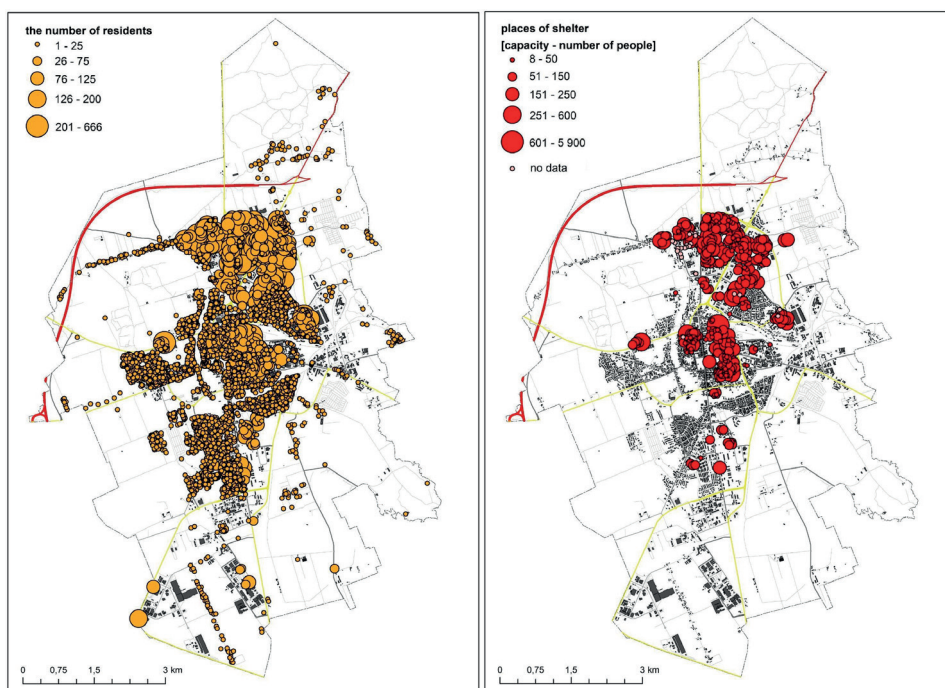 the number of residents
1 - 25
26 - 75
76 - 125
126 - 200
201 - 666
0 0,75 1,5 3 km
places of shelter
[capacity - number of people]
8 - 50
51 - 150
151 - 250
251 - 600
601 - 5 900
no data
0 0,75 1,5 3 km